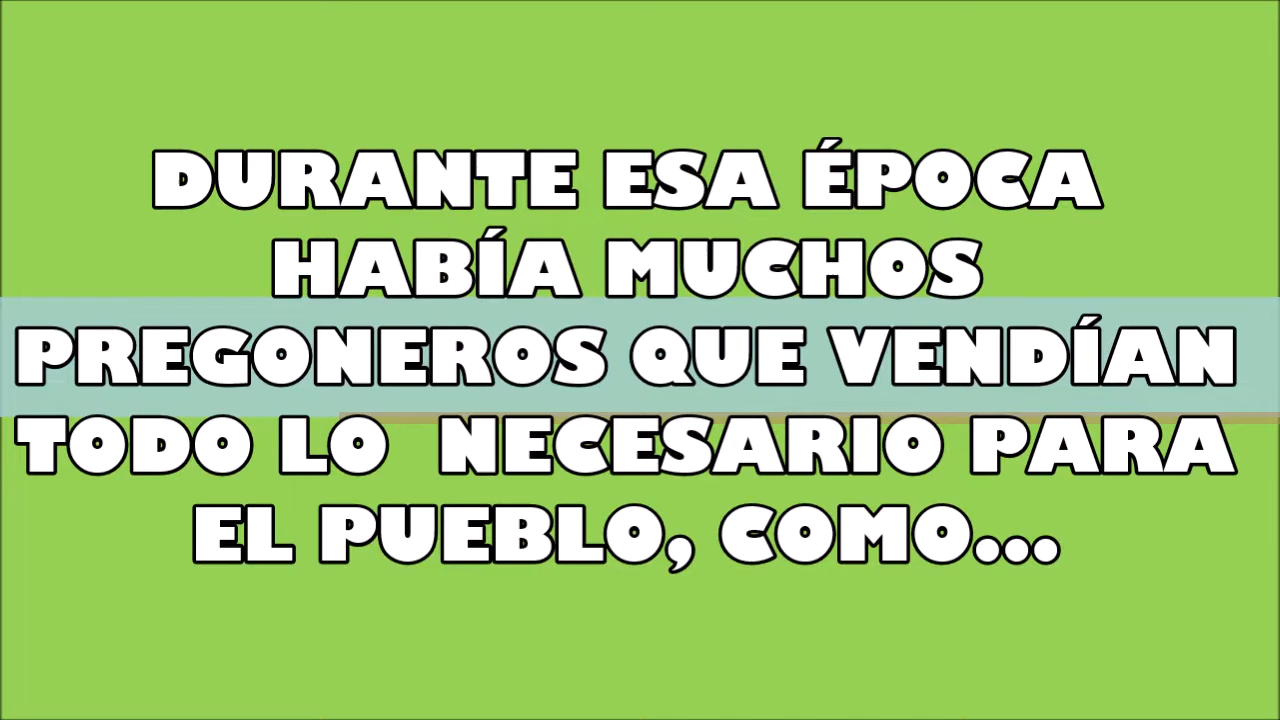 DURANTE ESA ÉPOCA
HABÍA MUCHOS
PREGONEROS QUE VENDÍAN
TODO LO  NECESARIO PARA
EL PUEBLO, COMO...